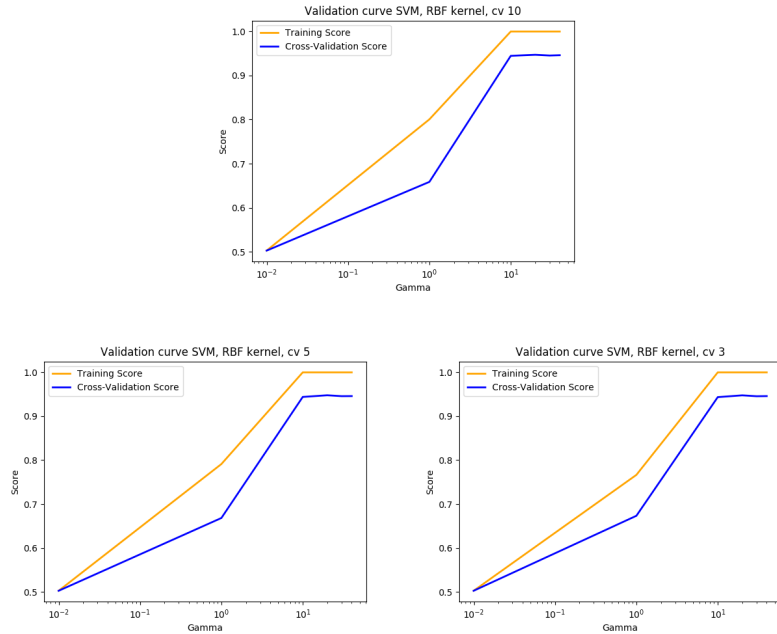 Validation curve SVM, RBF kernel, cv 10
Training Score
Cross-Validation Score
1.0
0.9
0.8
0.7
0.6
0.5
Score
10⁻² 10⁻¹ 10⁰ 10¹
Gamma
Validation curve SVM, RBF kernel, cv 5
Training Score
Cross-Validation Score
1.0
0.9
0.8
0.7
0.6
0.5
Score
10⁻² 10⁻¹ 10⁰ 10¹
Gamma
Validation curve SVM, RBF kernel, cv 3
Training Score
Cross-Validation Score
1.0
0.9
0.8
0.7
0.6
0.5
Score
10⁻² 10⁻¹ 10⁰ 10¹
Gamma